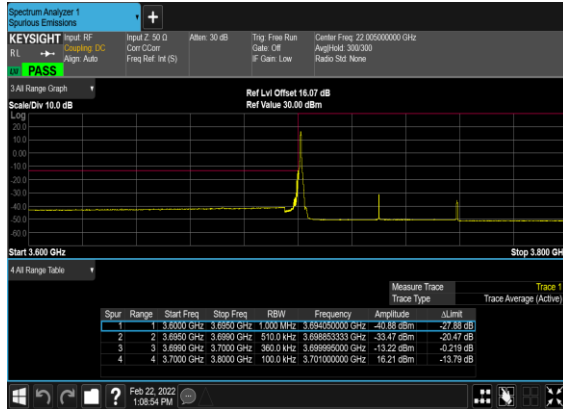 Spectrum Analyzer 1
Spurious Emissions
KEYSIGHT Input: RF Input Z: 50 Ω Atten: 30 dB Trig: Free Run Center Freq: 22.005000000 GHz
RL Coupling: DC Corr CCorr Gate: Off Avg|Hold: 300/300
Align: Auto Freq Ref: Int (S) IF Gain: Low Radio Std: None
PASS
3 All Range Graph Ref Lvl Offset 16.07 dB
Scale/Div 10.0 dB Ref Value 30.00 dBm
Log
20.0
10.0
0.00
-10.0
-20.0
-30.0
-40.0
-50.0
-60.0
Start 3.600 GHz Stop 3.800 GH
4 All Range Table
Measure Trace Trace 1
Trace Type Trace Average (Active)
Spur Range Start Freq Stop Freq RBW Frequency Amplitude ΔLimit
1 1 3.6000 GHz 3.6950 GHz 1.000 MHz 3.694050000 GHz -40.88 dBm -27.88 dB
2 2 3.6950 GHz 3.6990 GHz 510.0 kHz 3.698853333 GHz -33.47 dBm -20.47 dB
3 3 3.6990 GHz 3.7000 GHz 360.0 kHz 3.699995000 GHz -13.22 dBm -0.219 dB
4 4 3.7000 GHz 3.8000 GHz 100.0 kHz 3.701000000 GHz 16.21 dBm -13.79 dB
Feb 22, 2022
1:08:54 PM